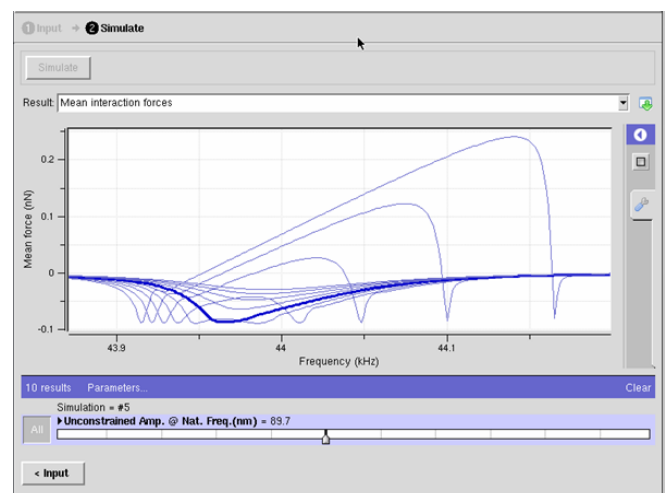 1 Input → 2 Simulate
Simulate
Result: Mean interaction forces
0.2
0.1
0
-0.1
Mean force (nN)
43.9 44 44.1
Frequency (kHz)
10 results Parameters... Clear
Simulation = #5
All
Unconstrained Amp. @ Nat. Freq.(nm) = 89.7
< Input